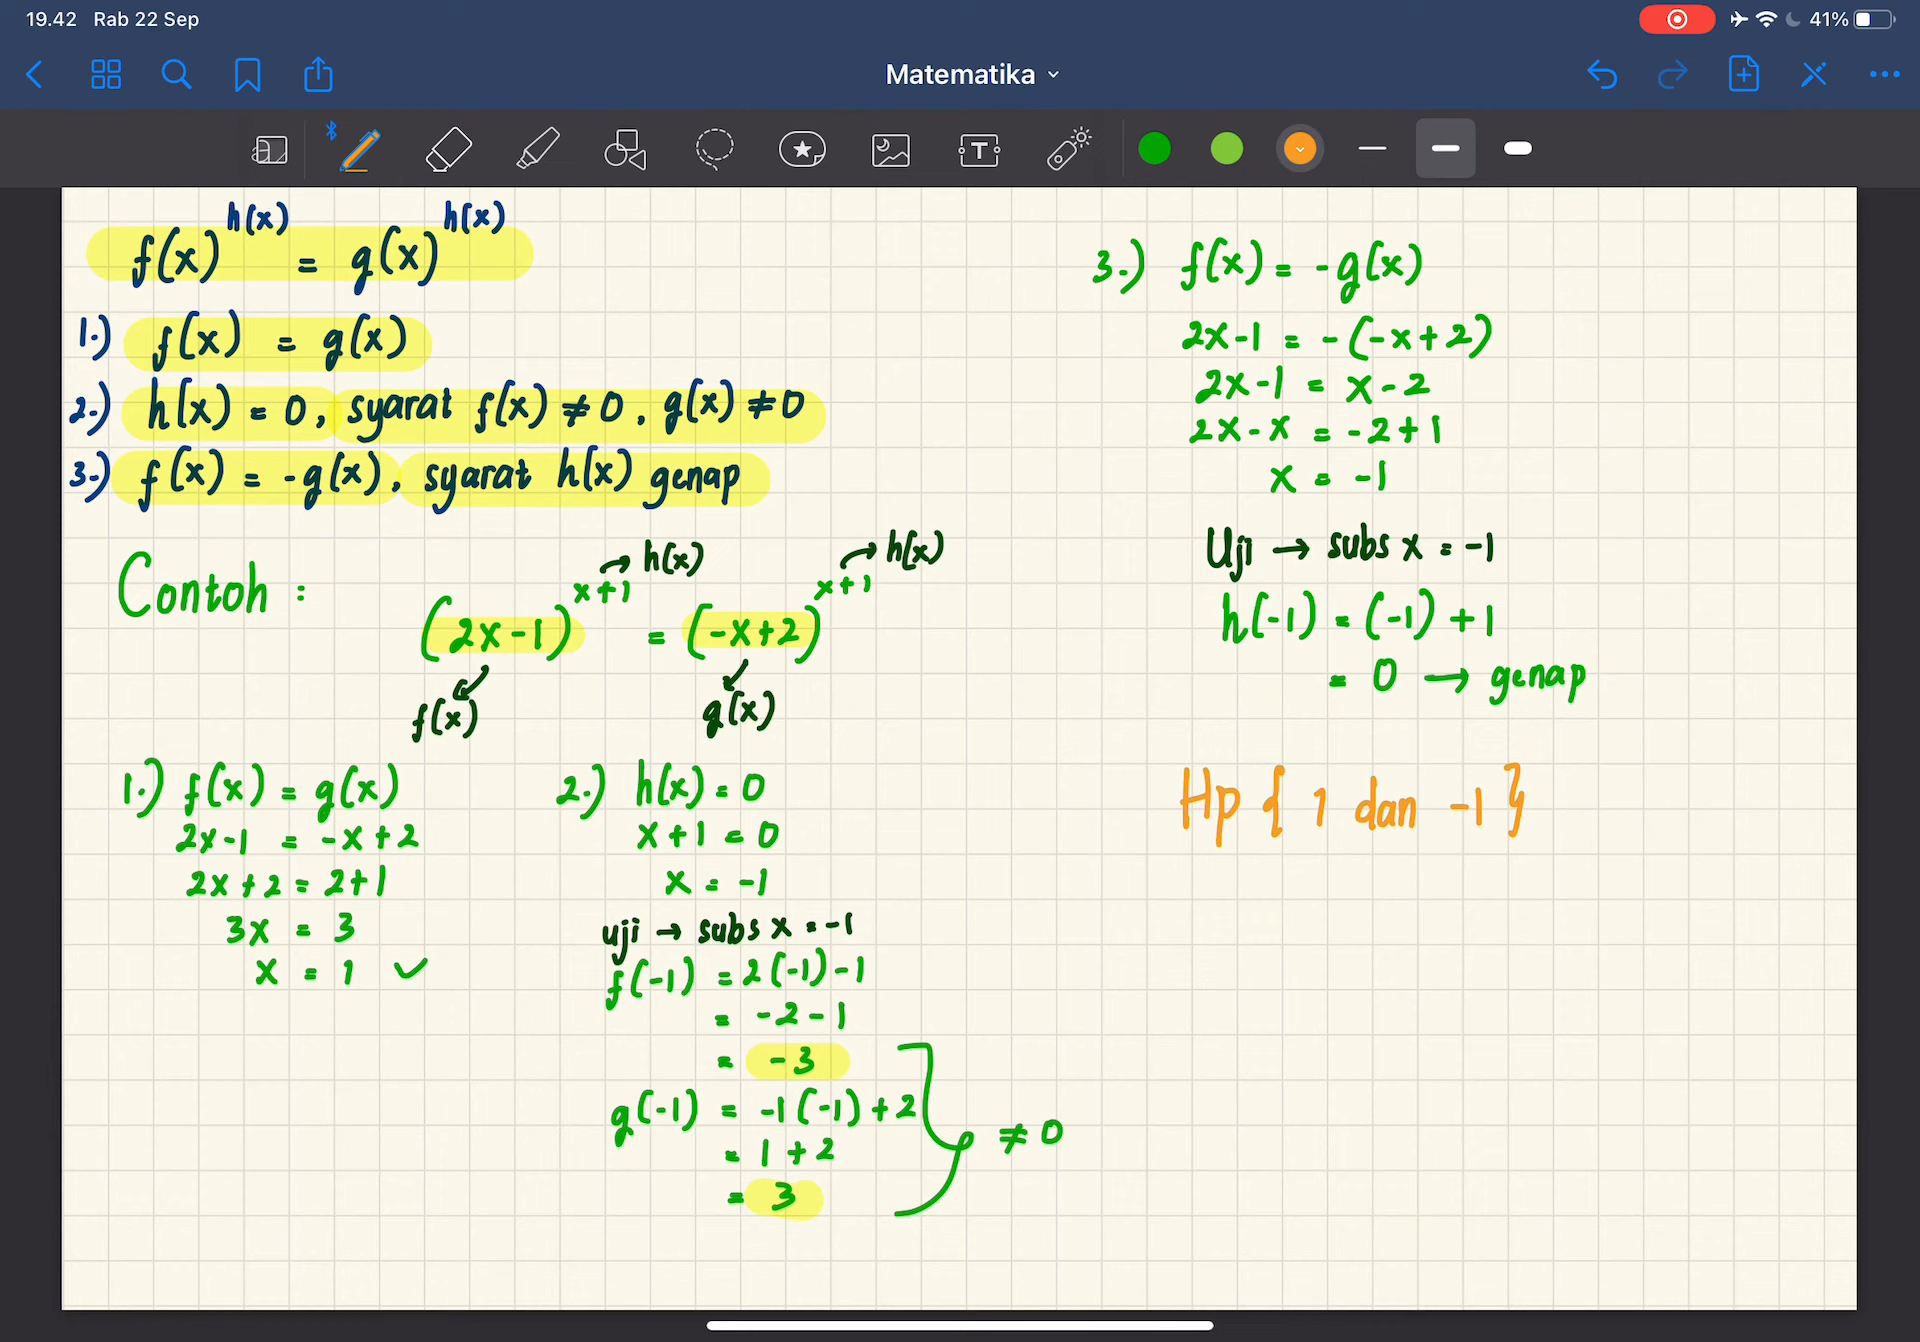 19.42 Rab 22 Sep
41%
Matematika
f(x)^h(x) = g(x)^h(x)
1.) f(x) = g(x)
2.) h(x) = 0, syarat f(x) ≠ 0, g(x) ≠ 0
3.) f(x) = -g(x), syarat h(x) genap
Contoh :
(2x-1)^x+1 = (-x+2)^x+1
h(x)
h(x)
f(x)
g(x)
1.) f(x) = g(x)
2x-1 = -x+2
2x+2 = 2+1
3x = 3
x = 1 ✓
2.) h(x) = 0
x+1 = 0
x = -1
uji → subs x = -1
f(-1) = 2(-1)-1
= -2-1
= -3
g(-1) = -1(-1)+2
= 1+2
= 3
≠ 0
3.) f(x) = -g(x)
2x-1 = -(-x+2)
2x-1 = x-2
2x-x = -2+1
x = -1
Uji → subs x = -1
h(-1) = (-1)+1
= 0 → genap
Hp { 1 dan -1 }